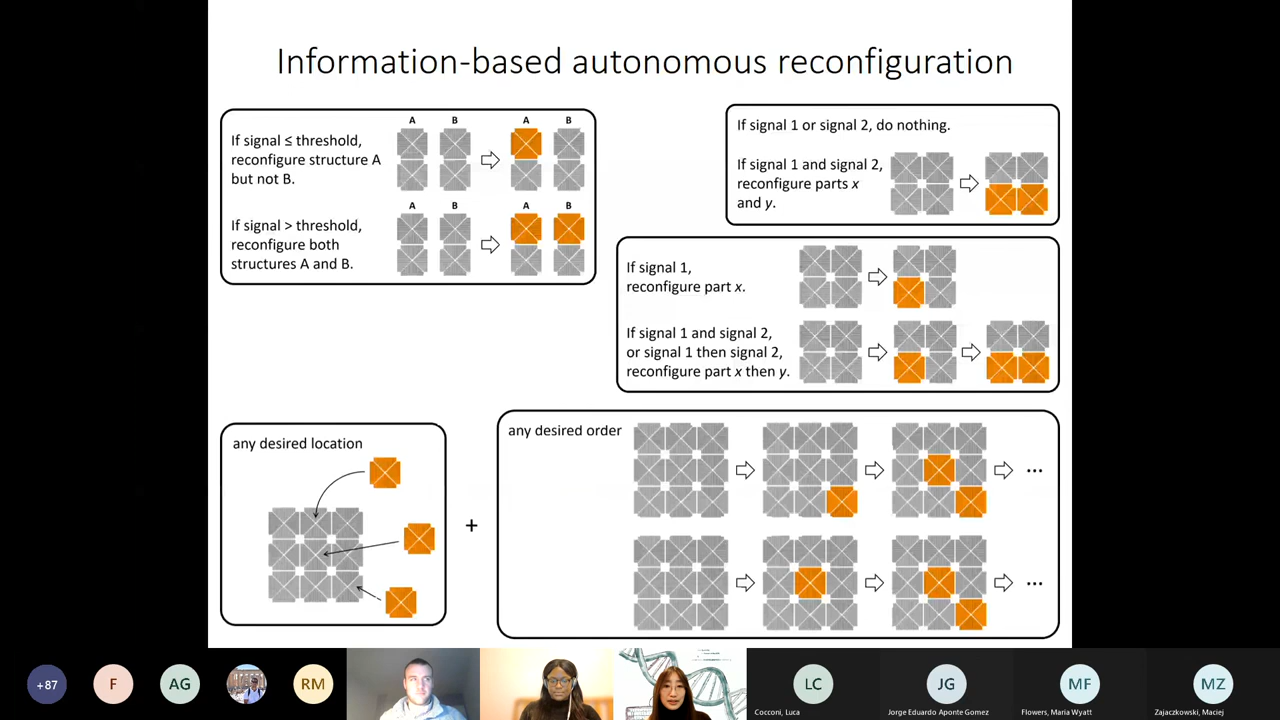 Information-based autonomous reconfiguration
A B A B
If signal ≤ threshold,
reconfigure structure A
but not B.
A B A B
If signal > threshold,
reconfigure both
structures A and B.
If signal 1 or signal 2, do nothing.
If signal 1 and signal 2,
reconfigure parts x
and y.
If signal 1,
reconfigure part x.
If signal 1 and signal 2,
or signal 1 then signal 2,
reconfigure part x then y.
any desired location
+
any desired order
...
...
+87 F AG RM LC JG MF MZ
Cocconi, Luca Jorge Eduardo Aponte Gomez Flowers, Maria Wyatt Zajaczkowski, Maciej